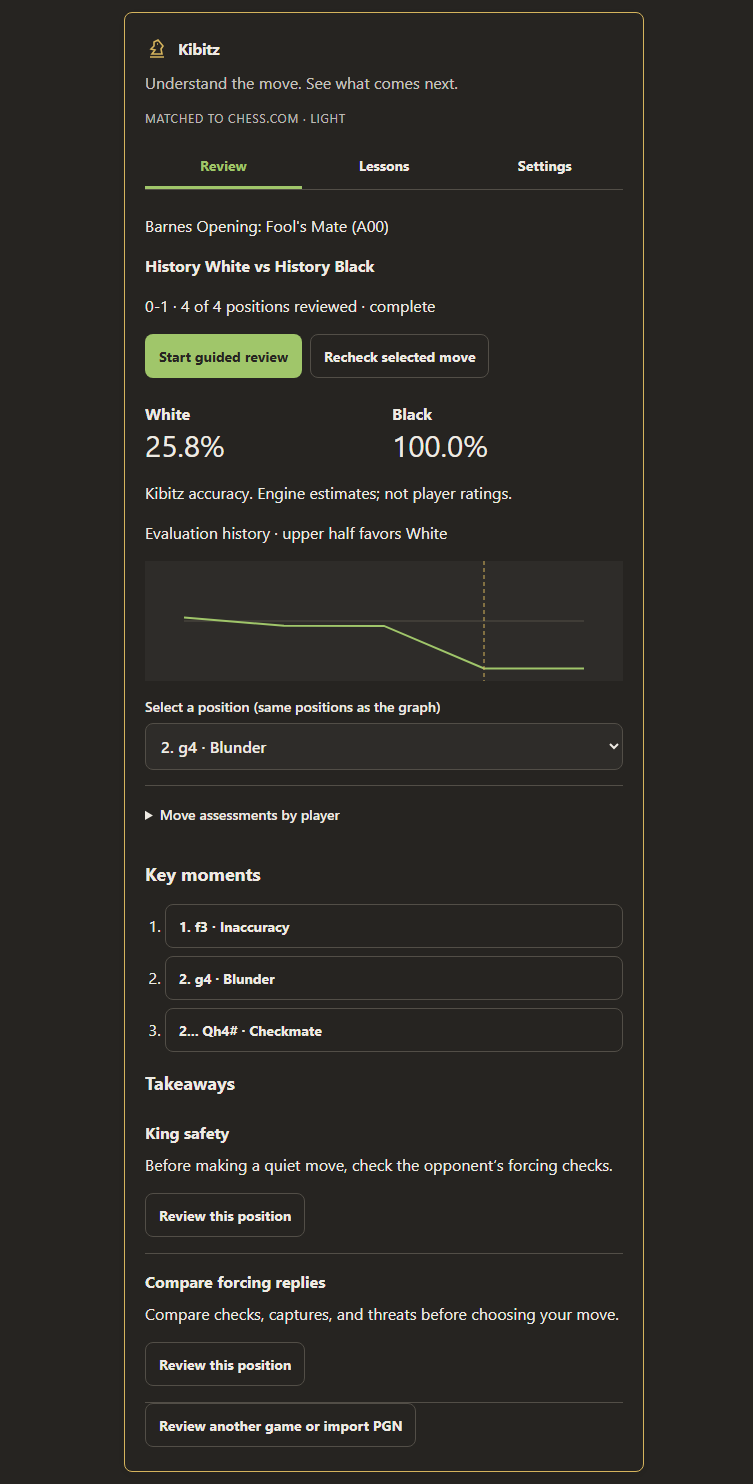 Kibitz
Understand the move. See what comes next.
MATCHED TO CHESS.COM · LIGHT
Review Lessons Settings
Barnes Opening: Fool's Mate (A00)
History White vs History Black
0-1 · 4 of 4 positions reviewed · complete
Start guided review Recheck selected move
White Black
25.8% 100.0%
Kibitz accuracy. Engine estimates; not player ratings.
Evaluation history · upper half favors White
Select a position (same positions as the graph)
2. g4 · Blunder
Move assessments by player
Key moments
1. 1. f3 · Inaccuracy
2. 2. g4 · Blunder
3. 2... Qh4# · Checkmate
Takeaways
King safety
Before making a quiet move, check the opponent’s forcing checks.
Review this position
Compare forcing replies
Compare checks, captures, and threats before choosing your move.
Review this position
Review another game or import PGN